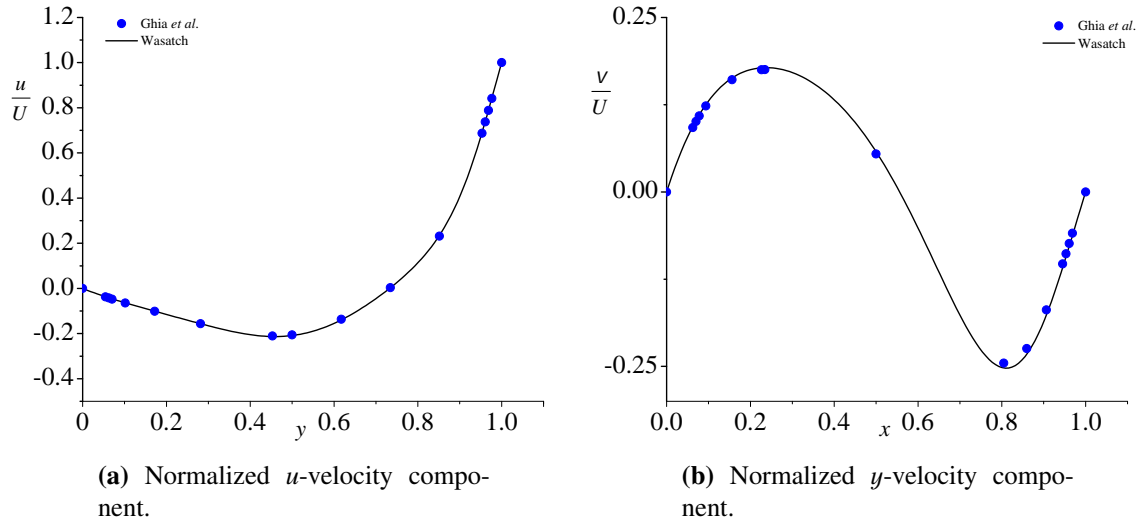 1.2
1.0
0.8
0.6
0.4
0.2
0.0
-0.2
-0.4
u
U
Ghia et al.
Wasatch
0 0.2 0.4 0.6 0.8 1.0
y
(a) Normalized u-velocity compo-
nent.
0.25
0.00
-0.25
v
U
Ghia et al.
Wasatch
0.0 0.2 0.4 0.6 0.8 1.0
x
(b) Normalized y-velocity compo-
nent.